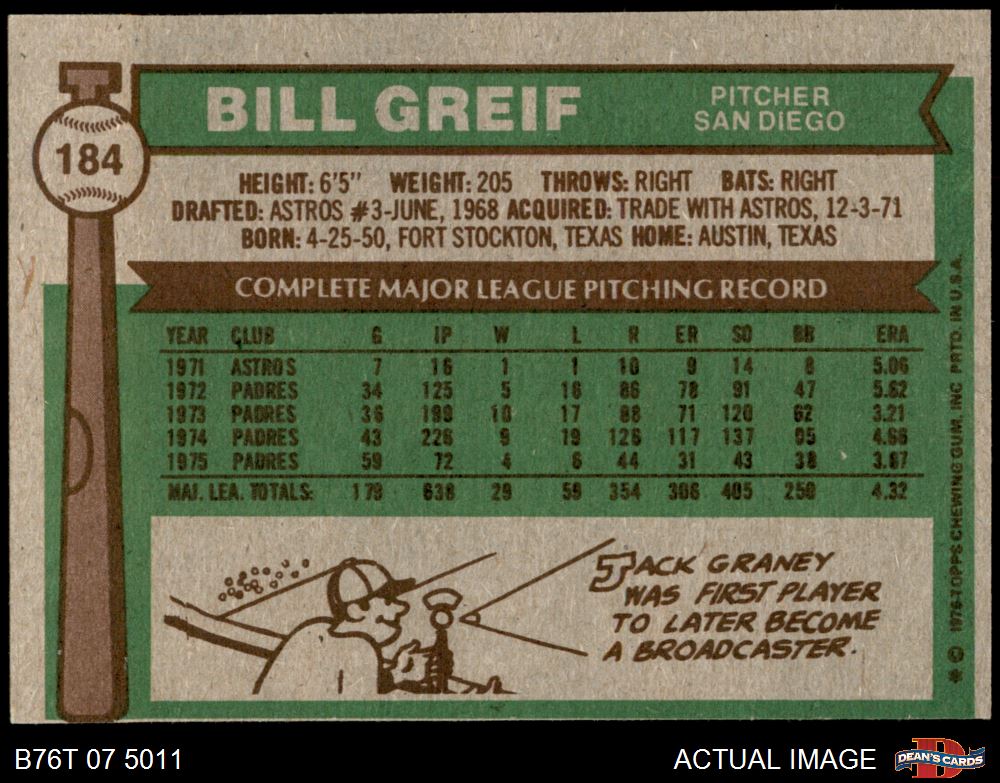 BILL GREIF
PITCHER
SAN DIEGO
184
HEIGHT: 6'5" WEIGHT: 205 THROWS: RIGHT BATS: RIGHT
DRAFTED: ASTROS #3-JUNE, 1968 ACQUIRED: TRADE WITH ASTROS, 12-3-71
BORN: 4-25-50, FORT STOCKTON, TEXAS HOME: AUSTIN, TEXAS
COMPLETE MAJOR LEAGUE PITCHING RECORD
YEAR CLUB G IP W L R ER SO BB ERA
1971 ASTROS 7 16 1 1 10 9 14 8 5.06
1972 PADRES 34 125 5 16 86 78 91 47 5.62
1973 PADRES 36 199 10 17 88 71 120 62 3.21
1974 PADRES 43 226 9 19 126 117 137 95 4.66
1975 PADRES 59 72 4 6 44 31 43 38 3.87
MAJ. LEA. TOTALS: 179 638 29 59 354 306 405 250 4.32
JACK GRANEY
WAS FIRST PLAYER
TO LATER BECOME
A BROADCASTER.
* © 1976 TOPPS CHEWING GUM, INC. PRTD. IN U.S.A.
B76T 07 5011
ACTUAL IMAGE
D
DEAN'S CARDS